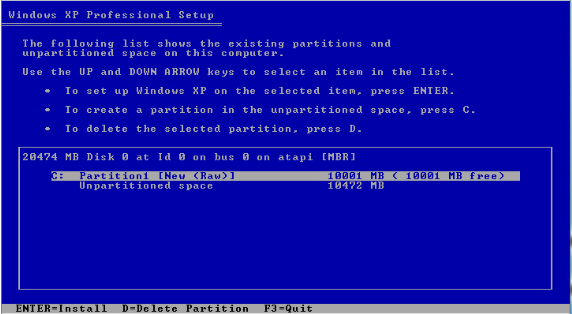 Windows XP Professional Setup
The following list shows the existing partitions and
unpartitioned space on this computer.
Use the UP and DOWN ARROW keys to select an item in the list.
• To set up Windows XP on the selected item, press ENTER.
• To create a partition in the unpartitioned space, press C.
• To delete the selected partition, press D.
20474 MB Disk 0 at Id 0 on bus 0 on atapi [MBR]
C: Partition1 [New (Raw)] 10001 MB ( 10001 MB free)
Unpartitioned space 10472 MB
ENTER=Install D=Delete Partition F3=Quit